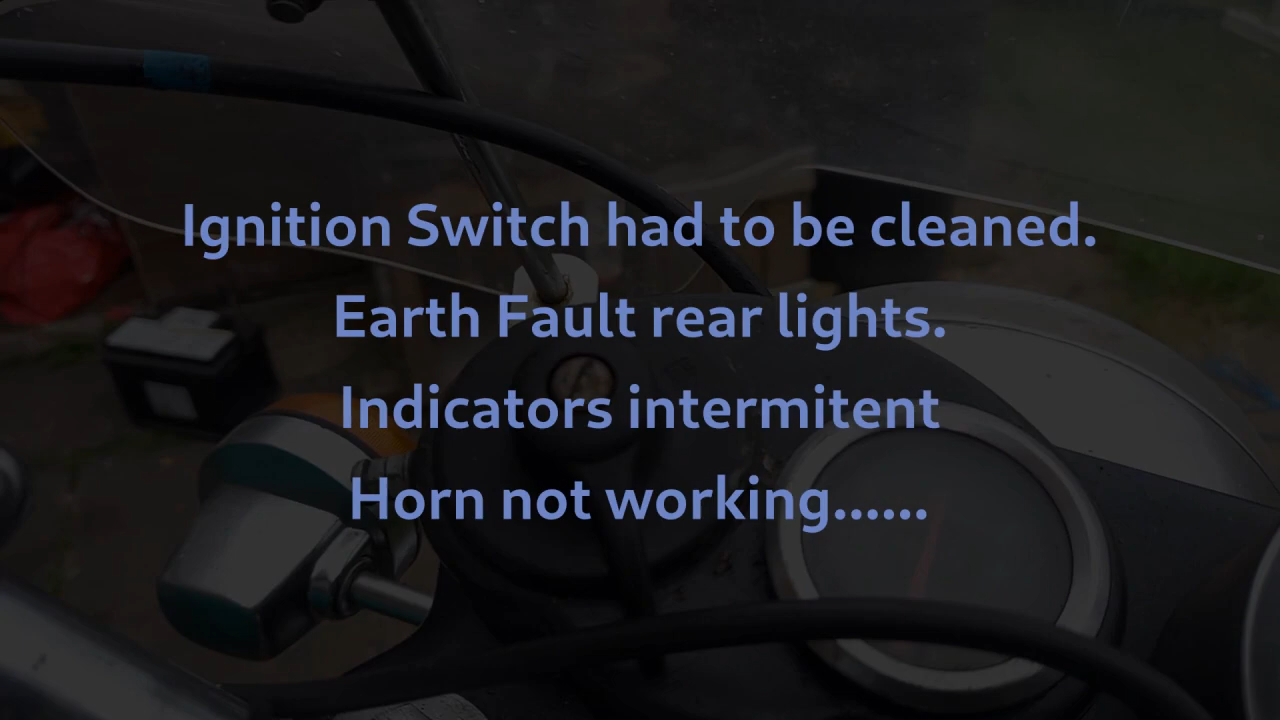 Ignition Switch had to be cleaned.
Earth Fault rear lights.
Indicators intermitent
Horn not working......